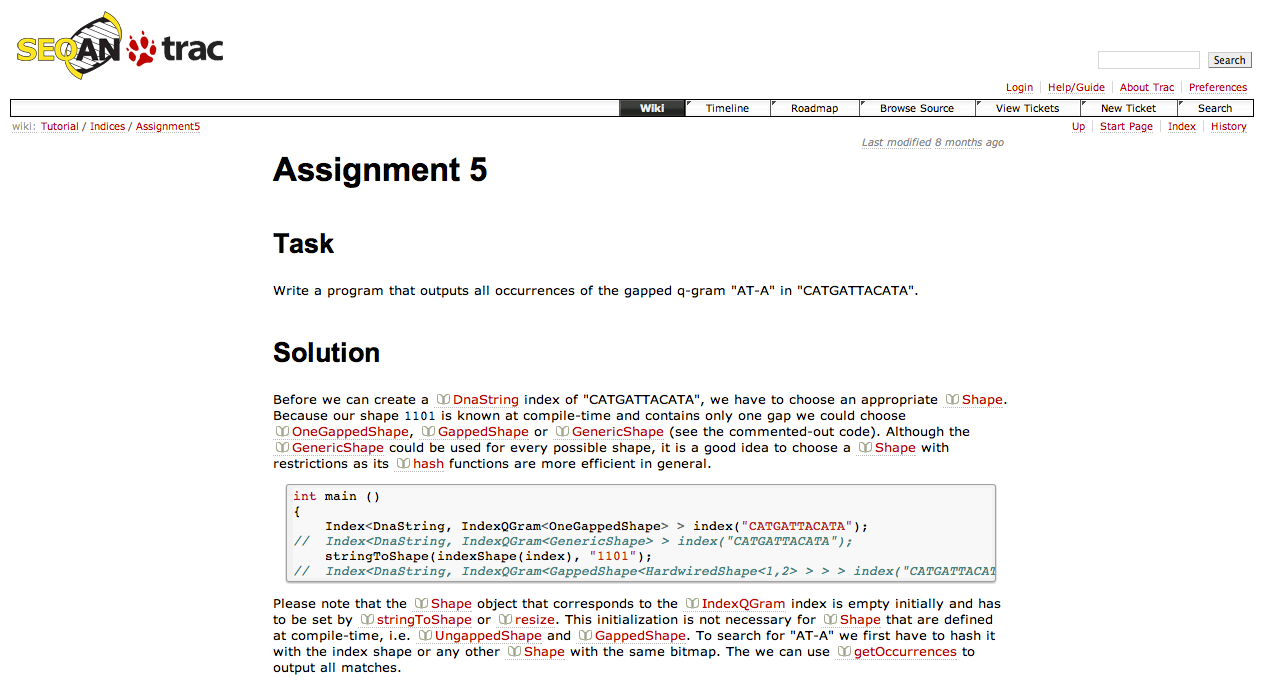 SEQAN trac
Search
Login Help/Guide About Trac Preferences
Wiki Timeline Roadmap Browse Source View Tickets New Ticket Search
wiki: Tutorial / Indices / Assignment5
Up Start Page Index History
Last modified 8 months ago
Assignment 5
Task
Write a program that outputs all occurrences of the gapped q-gram "AT-A" in "CATGATTACATA".
Solution
Before we can create a DnaString index of "CATGATTACATA", we have to choose an appropriate Shape.
Because our shape 1101 is known at compile-time and contains only one gap we could choose
OneGappedShape, GappedShape or GenericShape (see the commented-out code). Although the
GenericShape could be used for every possible shape, it is a good idea to choose a Shape with
restrictions as its hash functions are more efficient in general.
int main ()
{
    Index<DnaString, IndexQGram<OneGappedShape> > index("CATGATTACATA");
//  Index<DnaString, IndexQGram<GenericShape> > index("CATGATTACATA");
    stringToShape(indexShape(index), "1101");
//  Index<DnaString, IndexQGram<GappedShape<HardwiredShape<1,2> > > > index("CATGATTACAT
Please note that the Shape object that corresponds to the IndexQGram index is empty initially and has
to be set by stringToShape or resize. This initialization is not necessary for Shape that are defined
at compile-time, i.e. UngappedShape and GappedShape. To search for "AT-A" we first have to hash it
with the index shape or any other Shape with the same bitmap. The we can use getOccurrences to
output all matches.